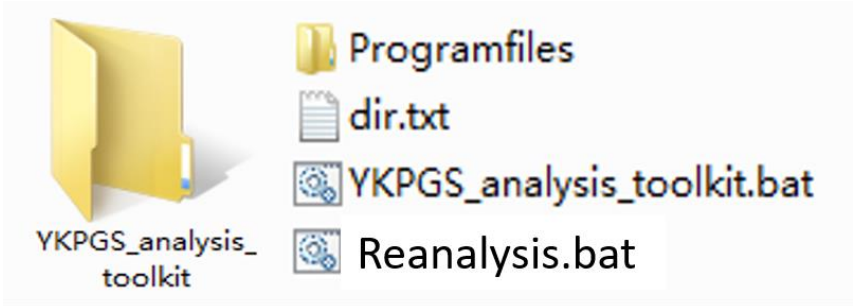 YKPGS_analysis_
toolkit
Programfiles
dir.txt
YKPGS_analysis_toolkit.bat
Reanalysis.bat